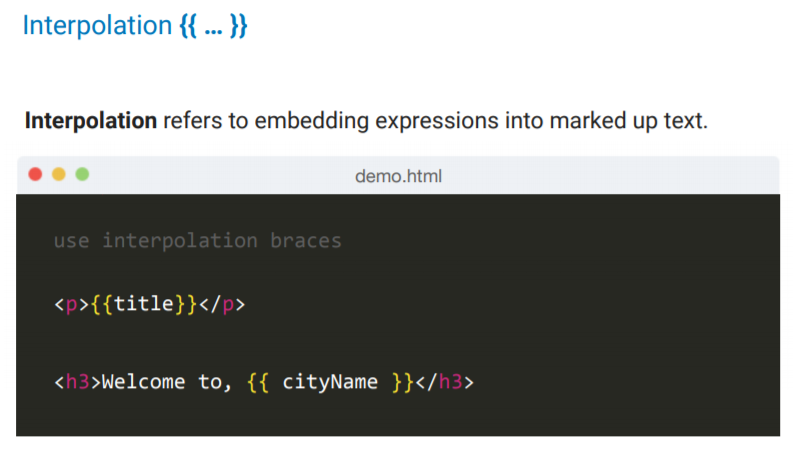 Interpolation {{ ... }}
Interpolation refers to embedding expressions into marked up text.
demo.html
use interpolation braces
<p>{{title}}</p>
<h3>Welcome to, {{ cityName }}</h3>